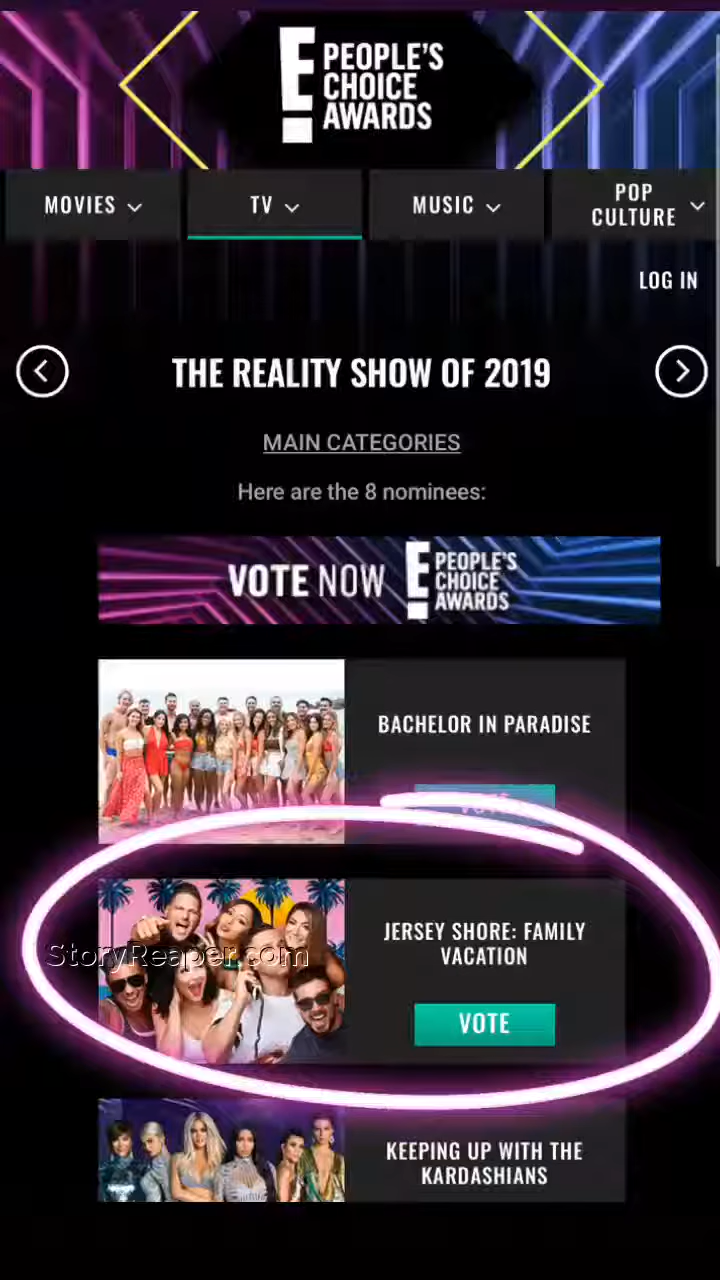 E! PEOPLE'S
CHOICE
AWARDS
MOVIES
TV
MUSIC
POP
CULTURE
LOG IN
THE REALITY SHOW OF 2019
MAIN CATEGORIES
Here are the 8 nominees:
VOTE NOW
E! PEOPLE'S
CHOICE
AWARDS
BACHELOR IN PARADISE
VOTE
JERSEY SHORE: FAMILY
VACATION
StoryReaper.com
VOTE
KEEPING UP WITH THE
KARDASHIANS